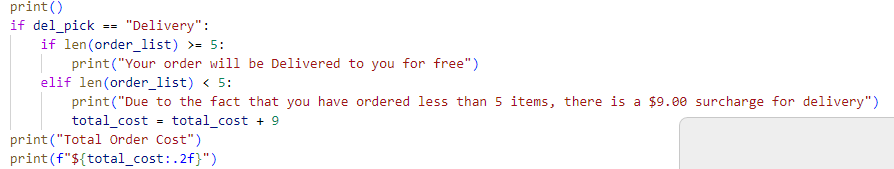 print()
if del_pick == "Delivery":
    if len(order_list) >= 5:
        print("Your order will be Delivered to you for free")
    elif len(order_list) < 5:
        print("Due to the fact that you have ordered less than 5 items, there is a $9.00 surcharge for delivery")
        total_cost = total_cost + 9
print("Total Order Cost")
print(f"${total_cost:.2f}")